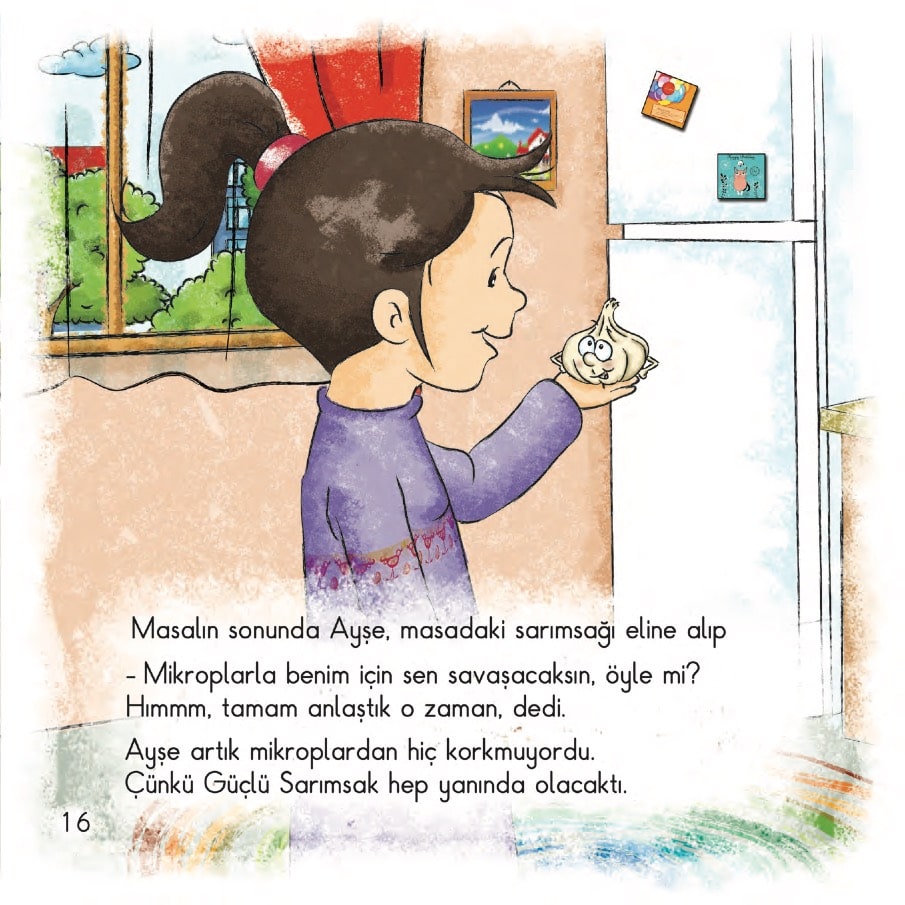 Masalın sonunda Ayşe, masadaki sarımsağı eline alıp
- Mikroplarla benim için sen savaşacaksın, öyle mi?
Hımmm, tamam anlaştık o zaman, dedi.
Ayşe artık mikroplardan hiç korkmuyordu.
Çünkü Güçlü Sarımsak hep yanında olacaktı.
16